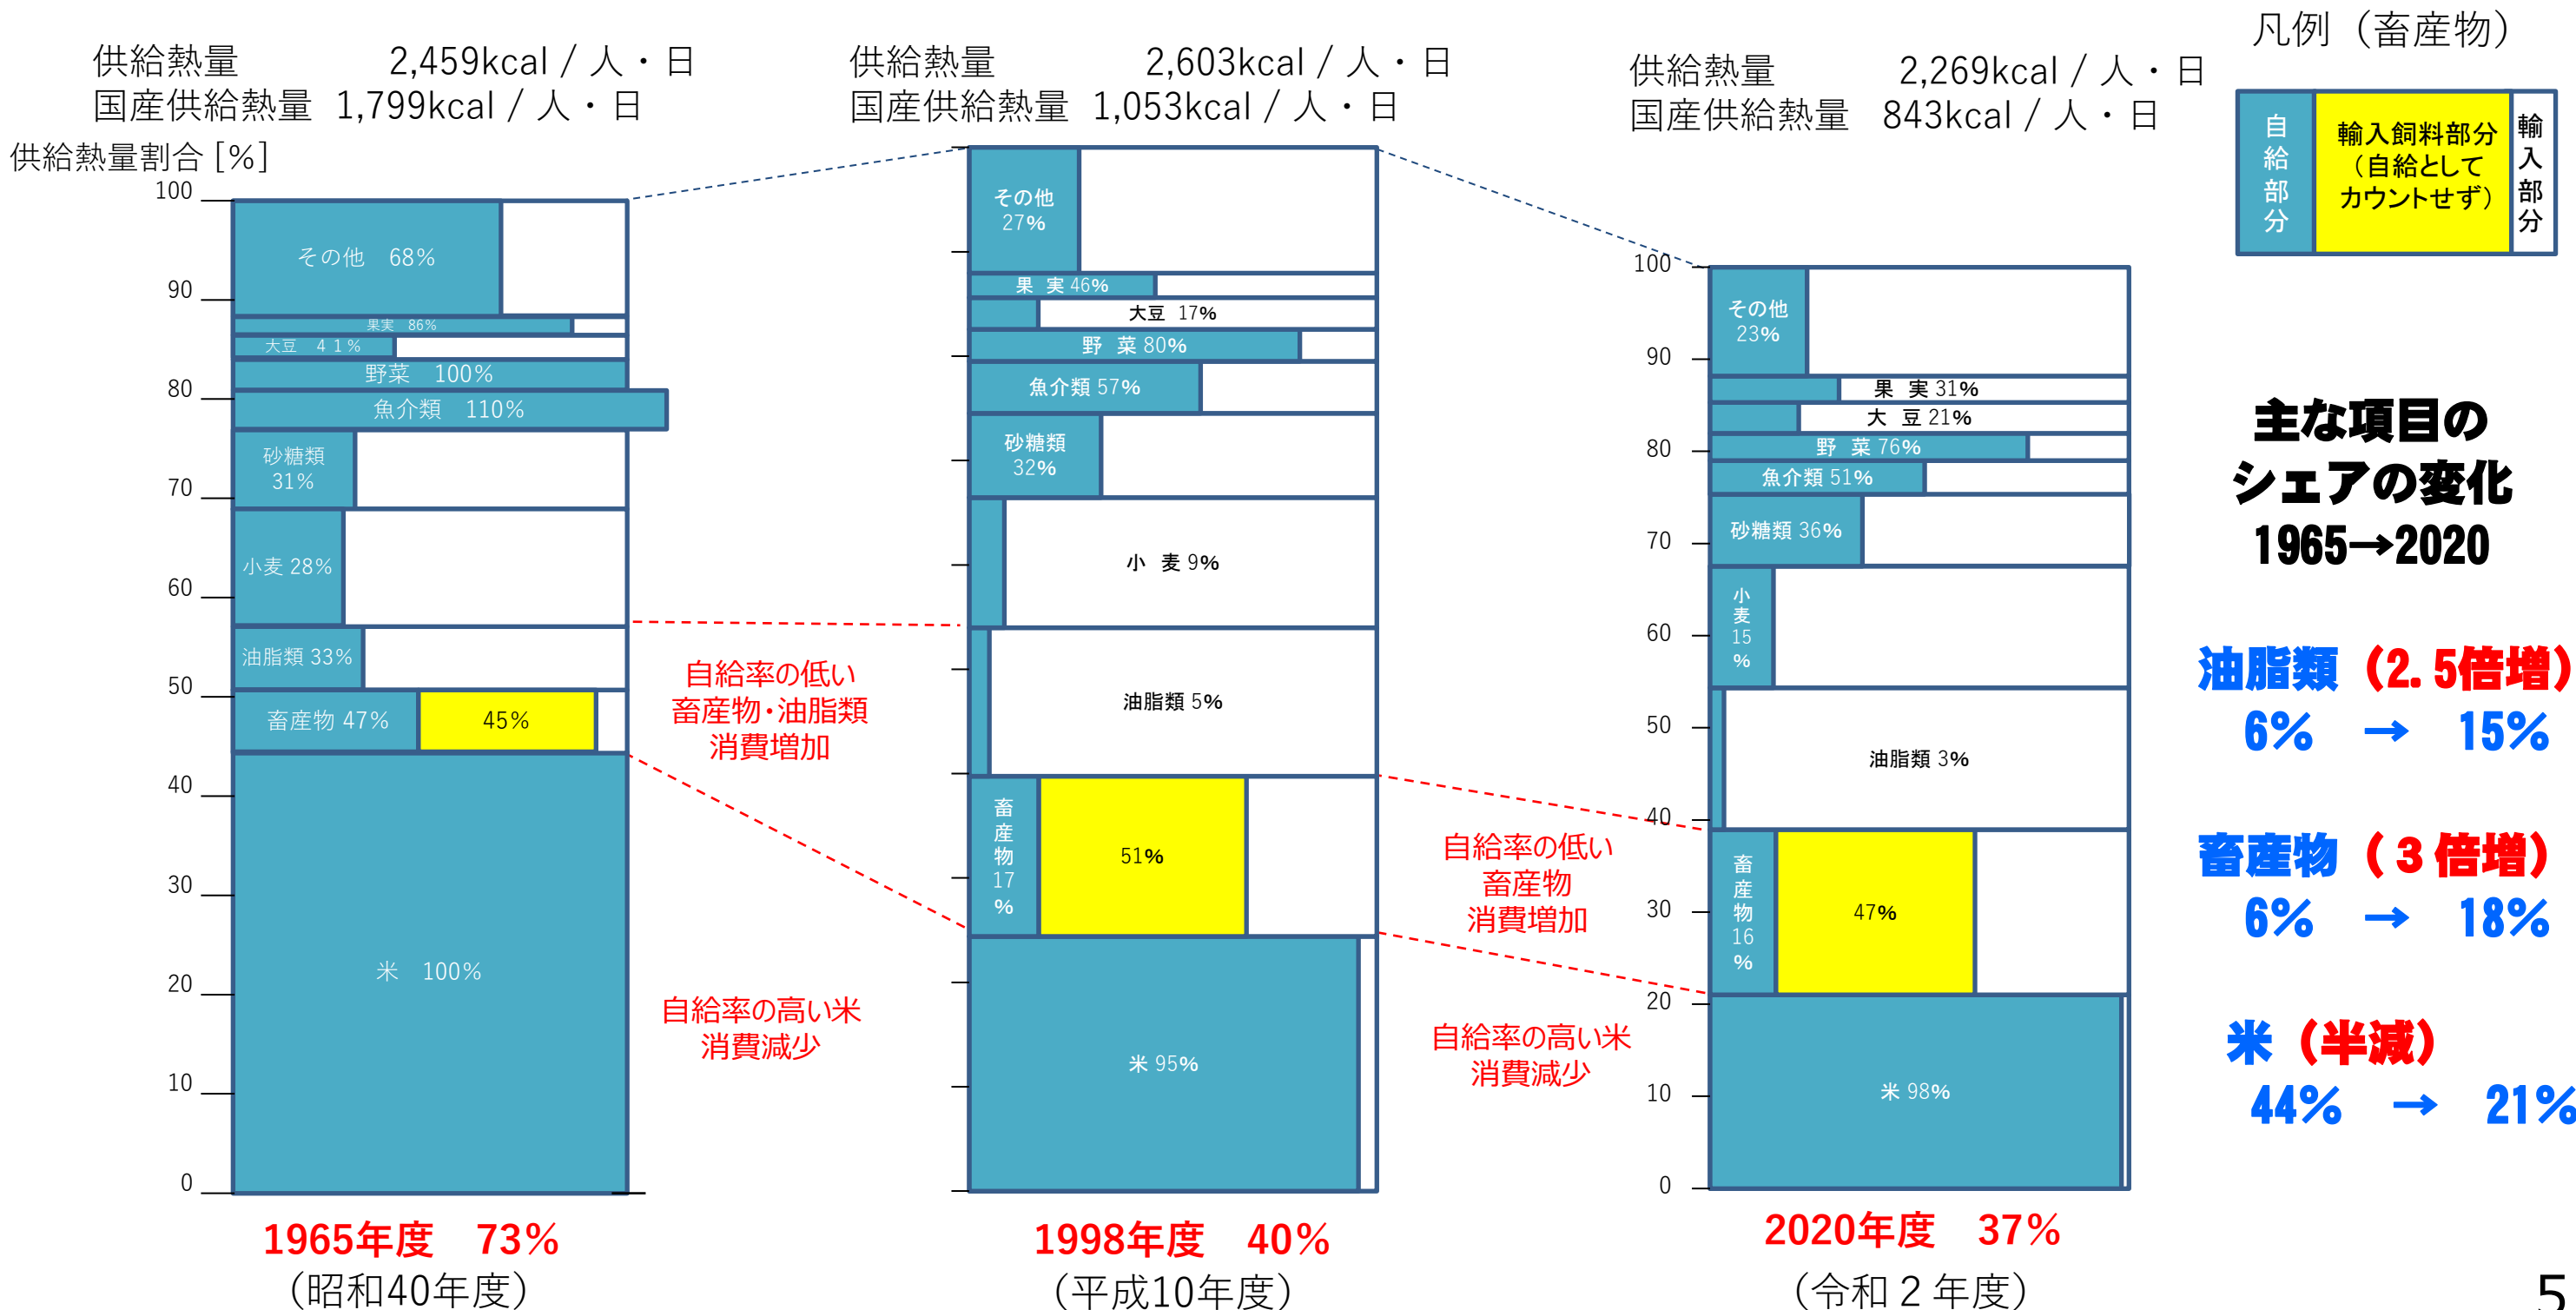 供給熱量 2,459kcal / 人・日
国産供給熱量 1,799kcal / 人・日
供給熱量割合 [%]
100
90
80
70
60
50
40
30
20
10
0
その他 68%
果実 86%
大豆 41%
野菜 100%
魚介類 110%
砂糖類
31%
小麦 28%
油脂類 33%
畜産物 47%
45%
米 100%
1965年度 73%
（昭和40年度）
自給率の低い
畜産物・油脂類
消費増加
自給率の高い米
消費減少
供給熱量 2,603kcal / 人・日
国産供給熱量 1,053kcal / 人・日
その他
27%
果 実 46%
大豆 17%
野 菜 80%
魚介類 57%
砂糖類
32%
小 麦 9%
油脂類 5%
畜
産
物
17
%
51%
米 95%
1998年度 40%
（平成10年度）
自給率の低い
畜産物
消費増加
自給率の高い米
消費減少
供給熱量 2,269kcal / 人・日
国産供給熱量 843kcal / 人・日
100
90
80
70
60
50
40
30
20
10
0
その他
23%
果 実 31%
大 豆 21%
野 菜 76%
魚介類 51%
砂糖類 36%
小
麦
15
%
油脂類 3%
畜
産
物
16
%
47%
米 98%
2020年度 37%
（令和２年度）
凡例（畜産物）
自給部分
輸入飼料部分
（自給として
カウントせず）
輸入部分
主な項目の
シェアの変化
1965→2020
油脂類（2.5倍増）
6% → 15%
畜産物（３倍増）
6% → 18%
米（半減）
44% → 21%
5